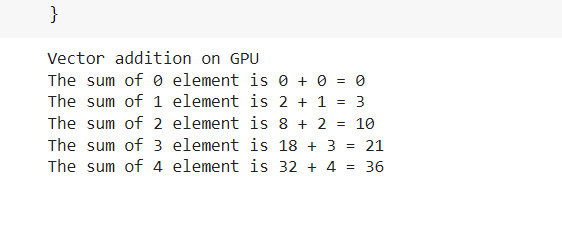 }
Vector addition on GPU
The sum of 0 element is 0 + 0 = 0
The sum of 1 element is 2 + 1 = 3
The sum of 2 element is 8 + 2 = 10
The sum of 3 element is 18 + 3 = 21
The sum of 4 element is 32 + 4 = 36